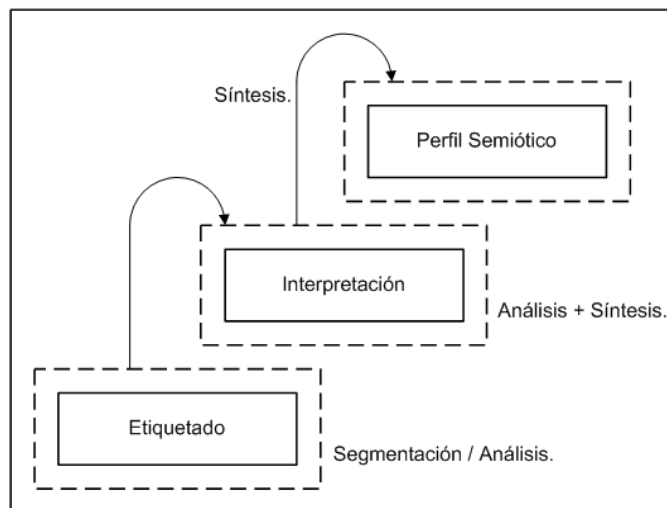 Síntesis.
Perfil Semiótico
Interpretación
Análisis + Síntesis.
Etiquetado
Segmentación / Análisis.